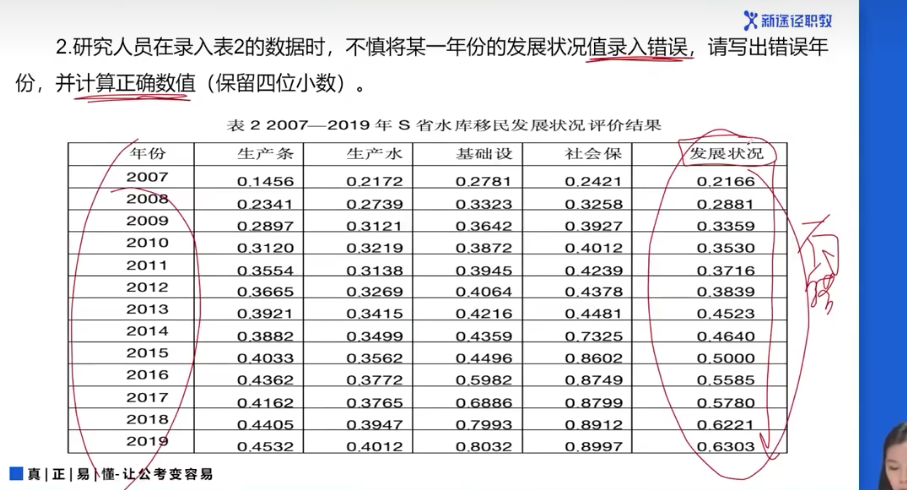 新途径职教
2.研究人员在录入表2的数据时，不慎将某一年份的发展状况值录入错误，请写出错误年
份，并计算正确数值（保留四位小数）。
表 2 2007—2019 年 S 省水库移民发展状况评价结果
年份 生产条 生产水 基础设 社会保 发展状况
2007 0.1456 0.2172 0.2781 0.2421 0.2166
2008 0.2341 0.2739 0.3323 0.3258 0.2881
2009 0.2897 0.3121 0.3642 0.3927 0.3359
2010 0.3120 0.3219 0.3872 0.4012 0.3530
2011 0.3554 0.3138 0.3945 0.4239 0.3716
2012 0.3665 0.3269 0.4064 0.4378 0.3839
2013 0.3921 0.3415 0.4216 0.4481 0.4523
2014 0.3882 0.3499 0.4359 0.7325 0.4640
2015 0.4033 0.3562 0.4496 0.8602 0.5000
2016 0.4362 0.3772 0.5982 0.8749 0.5585
2017 0.4162 0.3765 0.6886 0.8799 0.5780
2018 0.4405 0.3947 0.7993 0.8912 0.6221
2019 0.4532 0.4012 0.8032 0.8997 0.6303
真|正|易|懂-让公考变容易